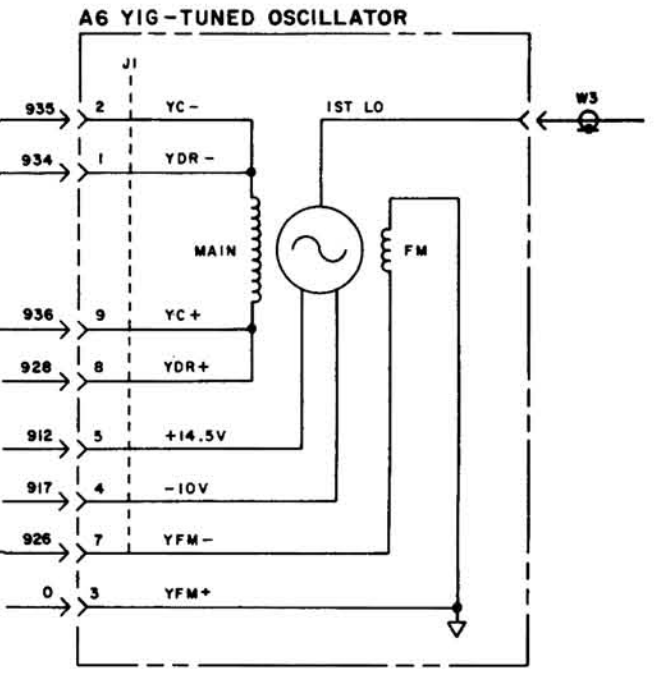 A6 YIG-TUNED OSCILLATOR
J1
935 2 YC- 1ST LO W3
934 1 YDR-
MAIN FM
936 9 YC+
928 8 YDR+
912 5 +14.5V
917 4 -10V
926 7 YFM-
0 3 YFM+